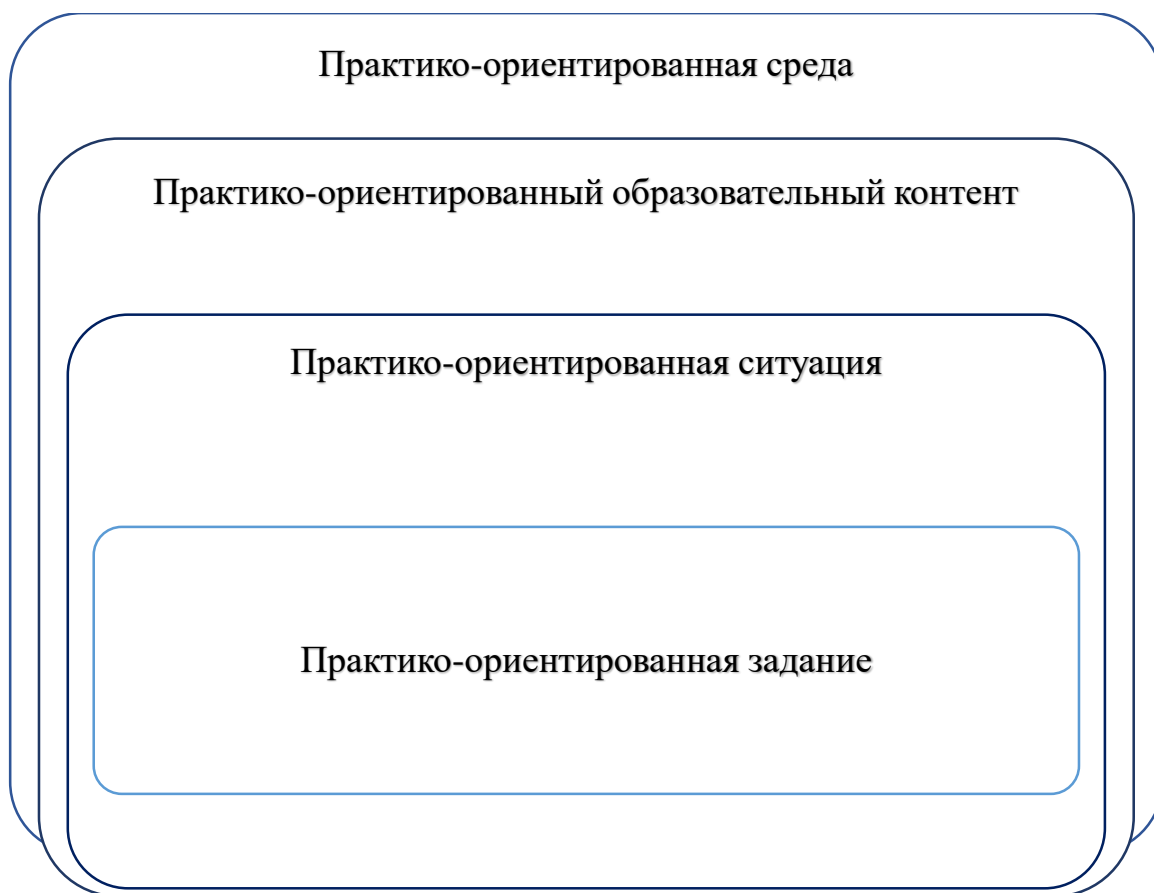 Практико-ориентированная среда
Практико-ориентированный образовательный контент
Практико-ориентированная ситуация
Практико-ориентированная задание